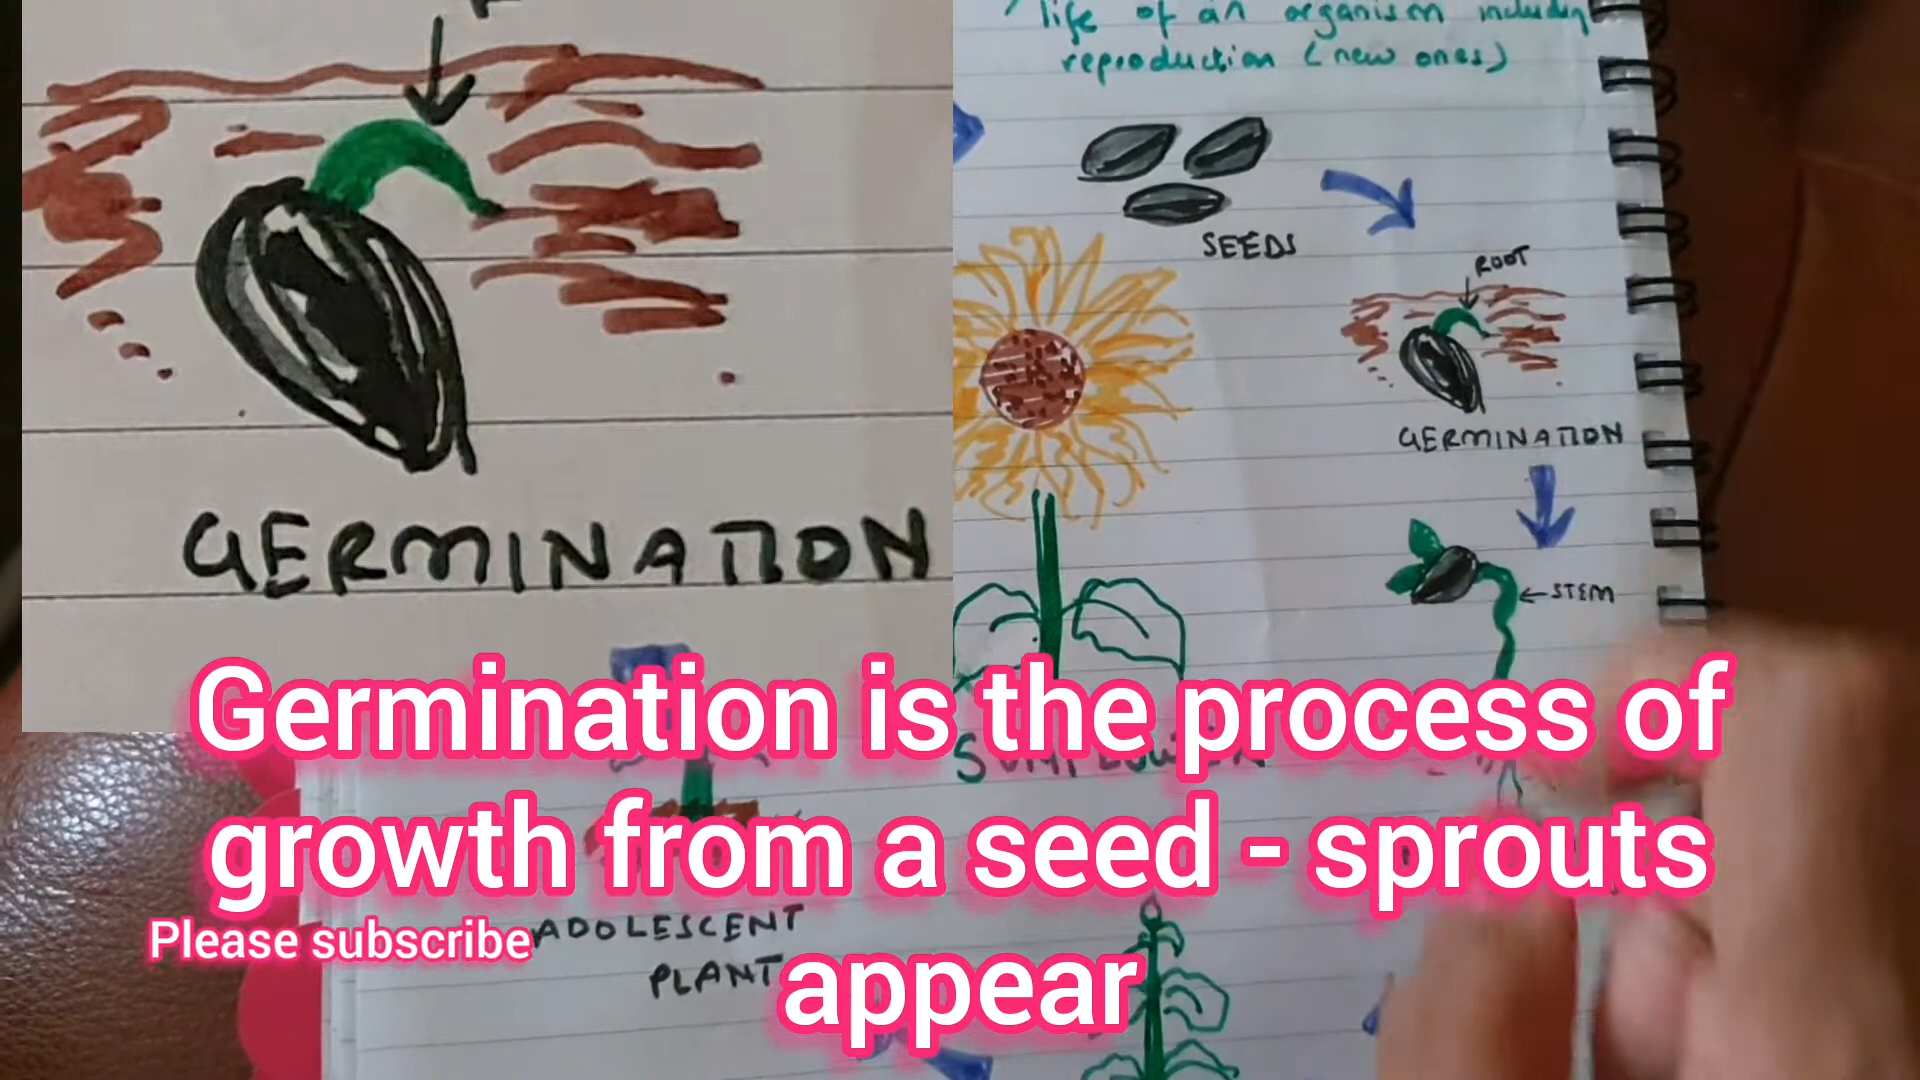 life of an organism including
reproduction (new ones)
SEEDS
ROOT
GERMINATION
GERMINATION
STEM
SUNFLOWER
Germination is the process of
growth from a seed - sprouts
appear
Please subscribe
ADOLESCENT
PLANT